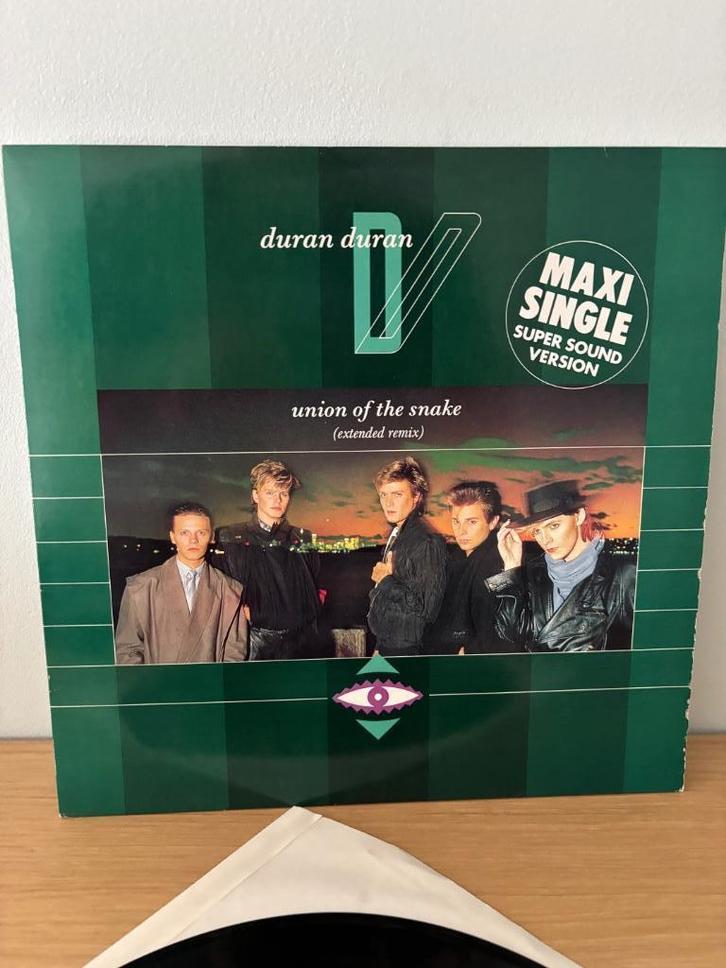 duran duran
MAXI
SINGLE
SUPER SOUND
VERSION
union of the snake
(extended remix)